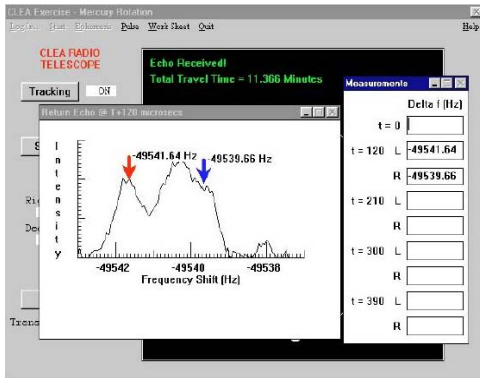 CLEA Exercise - Mercury Rotation
Log In... Start Ephemeris Pulse Work Sheet Quit Help
CLEA RADIO
TELESCOPE
Tracking ON
Echo Received!
Total Travel Time = 11.366 Minutes
Return Echo @ T+120 microsecs
-49541.64 Hz
-49539.66 Hz
Intensity
-49542 -49540 -49538
Frequency Shift (Hz)
Measurements
Delta f (Hz)
t = 0
t = 120 L -49541.64
R -49539.66
t = 210 L
R
t = 300 L
R
t = 390 L
R